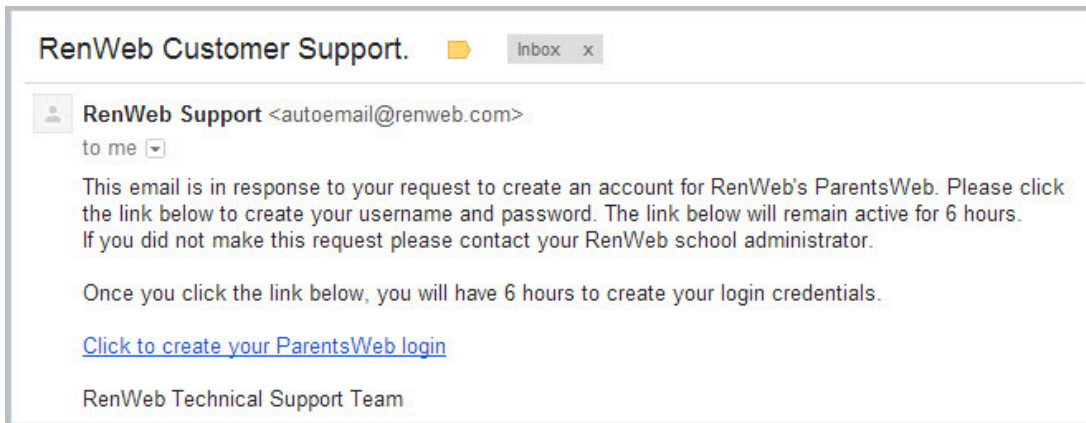 RenWeb Customer Support. Inbox x
RenWeb Support <autoemail@renweb.com>
to me
This email is in response to your request to create an account for RenWeb's ParentsWeb. Please click
the link below to create your username and password. The link below will remain active for 6 hours.
If you did not make this request please contact your RenWeb school administrator.
Once you click the link below, you will have 6 hours to create your login credentials.
Click to create your ParentsWeb login
RenWeb Technical Support Team